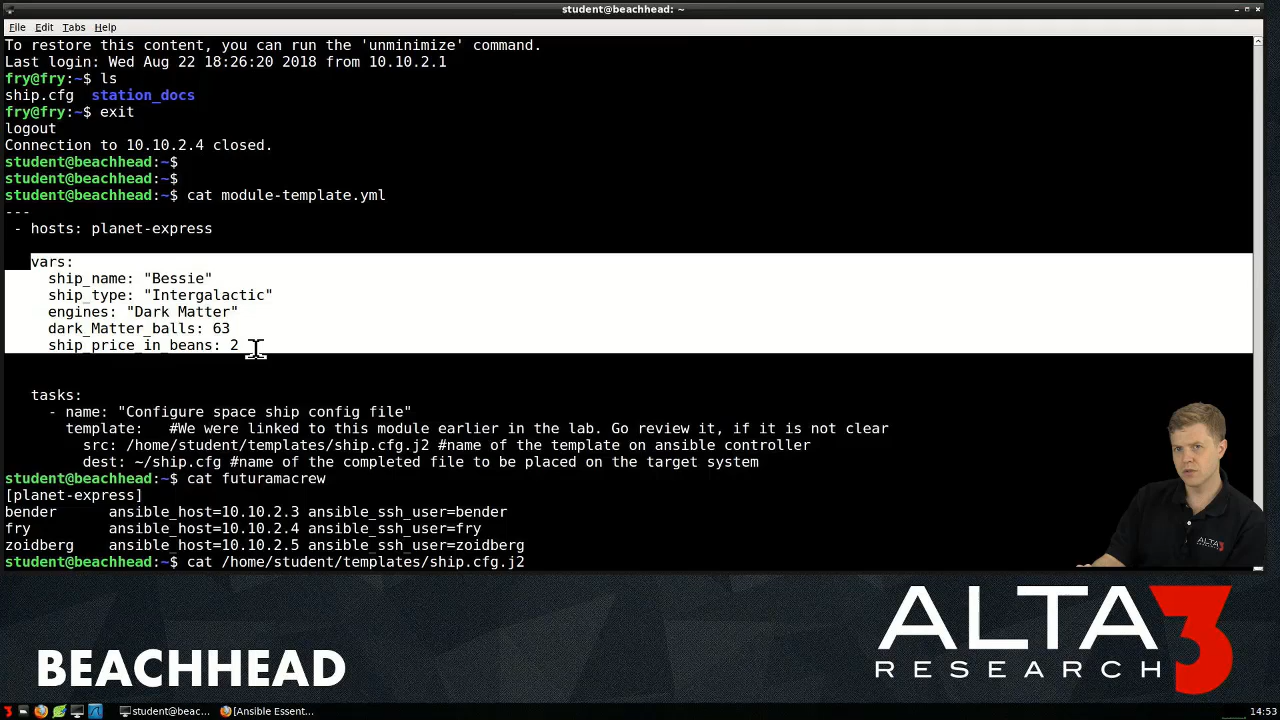 student@beachhead: ~
File Edit Tabs Help
To restore this content, you can run the 'unminimize' command.
Last login: Wed Aug 22 18:26:20 2018 from 10.10.2.1
fry@fry:~$ ls
ship.cfg  station_docs
fry@fry:~$ exit
logout
Connection to 10.10.2.4 closed.
student@beachhead:~$
student@beachhead:~$
student@beachhead:~$ cat module-template.yml
---
 - hosts: planet-express
   vars:
     ship_name: "Bessie"
     ship_type: "Intergalactic"
     engines: "Dark Matter"
     dark_Matter_balls: 63
     ship_price_in_beans: 2
   tasks:
     - name: "Configure space ship config file"
       template:   #We were linked to this module earlier in the lab. Go review it, if it is not clear
         src: /home/student/templates/ship.cfg.j2 #name of the template on ansible controller
         dest: ~/ship.cfg #name of the completed file to be placed on the target system
student@beachhead:~$ cat futuramacrew
[planet-express]
bender      ansible_host=10.10.2.3 ansible_ssh_user=bender
fry         ansible_host=10.10.2.4 ansible_ssh_user=fry
zoidberg    ansible_host=10.10.2.5 ansible_ssh_user=zoidberg
student@beachhead:~$ cat /home/student/templates/ship.cfg.j2
ALTA3
BEACHHEAD
ALTA3
RESEARCH
student@beac... [Ansible Essent... 14:53